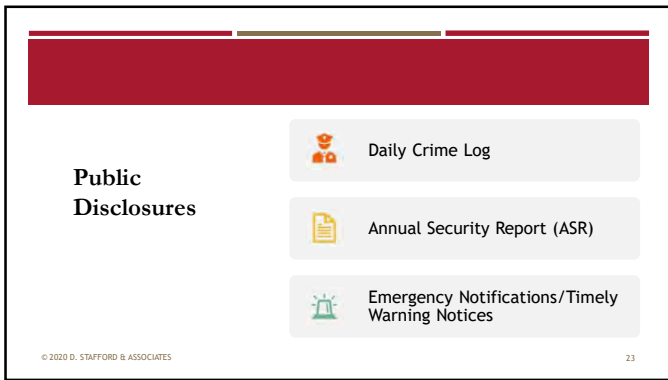 Public
Disclosures
Daily Crime Log
Annual Security Report (ASR)
Emergency Notifications/Timely
Warning Notices
© 2020 D. STAFFORD & ASSOCIATES
23